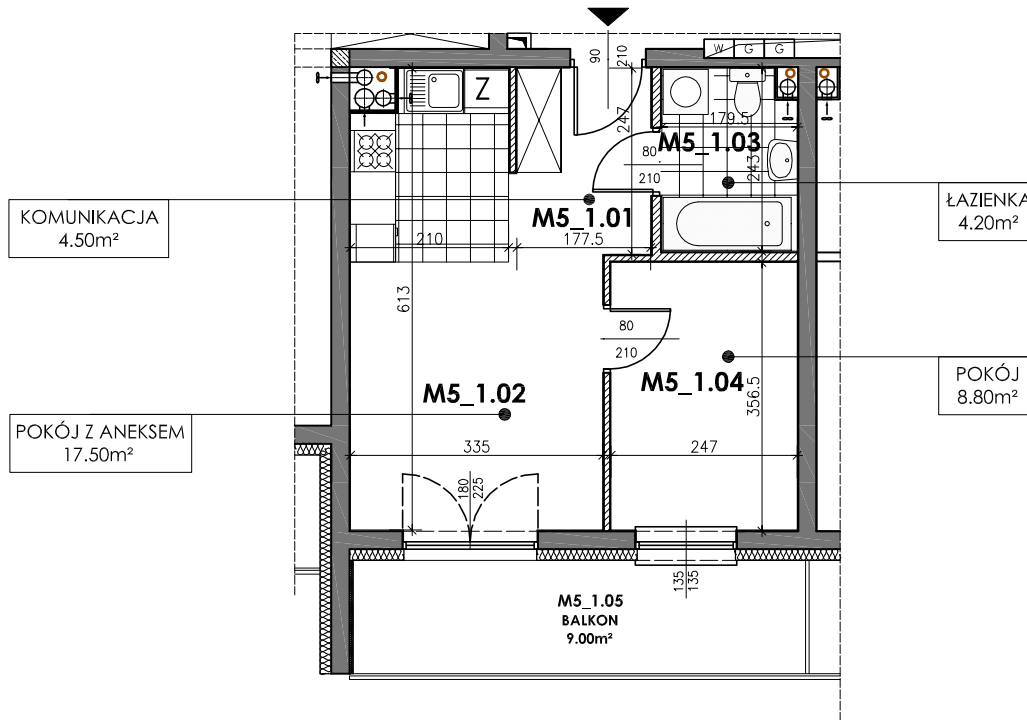 90
210
W G G
Z
247
179.5
M5_1.03
80
210
243
KOMUNIKACJA
4.50m²
ŁAZIENKA
4.20m²
M5_1.01
210
177.5
613
80
210
M5_1.02
M5_1.04
356.5
POKÓJ
8.80m²
POKÓJ Z ANEKSEM
17.50m²
335
247
180
225
135
135
M5_1.05
BALKON
9.00m²